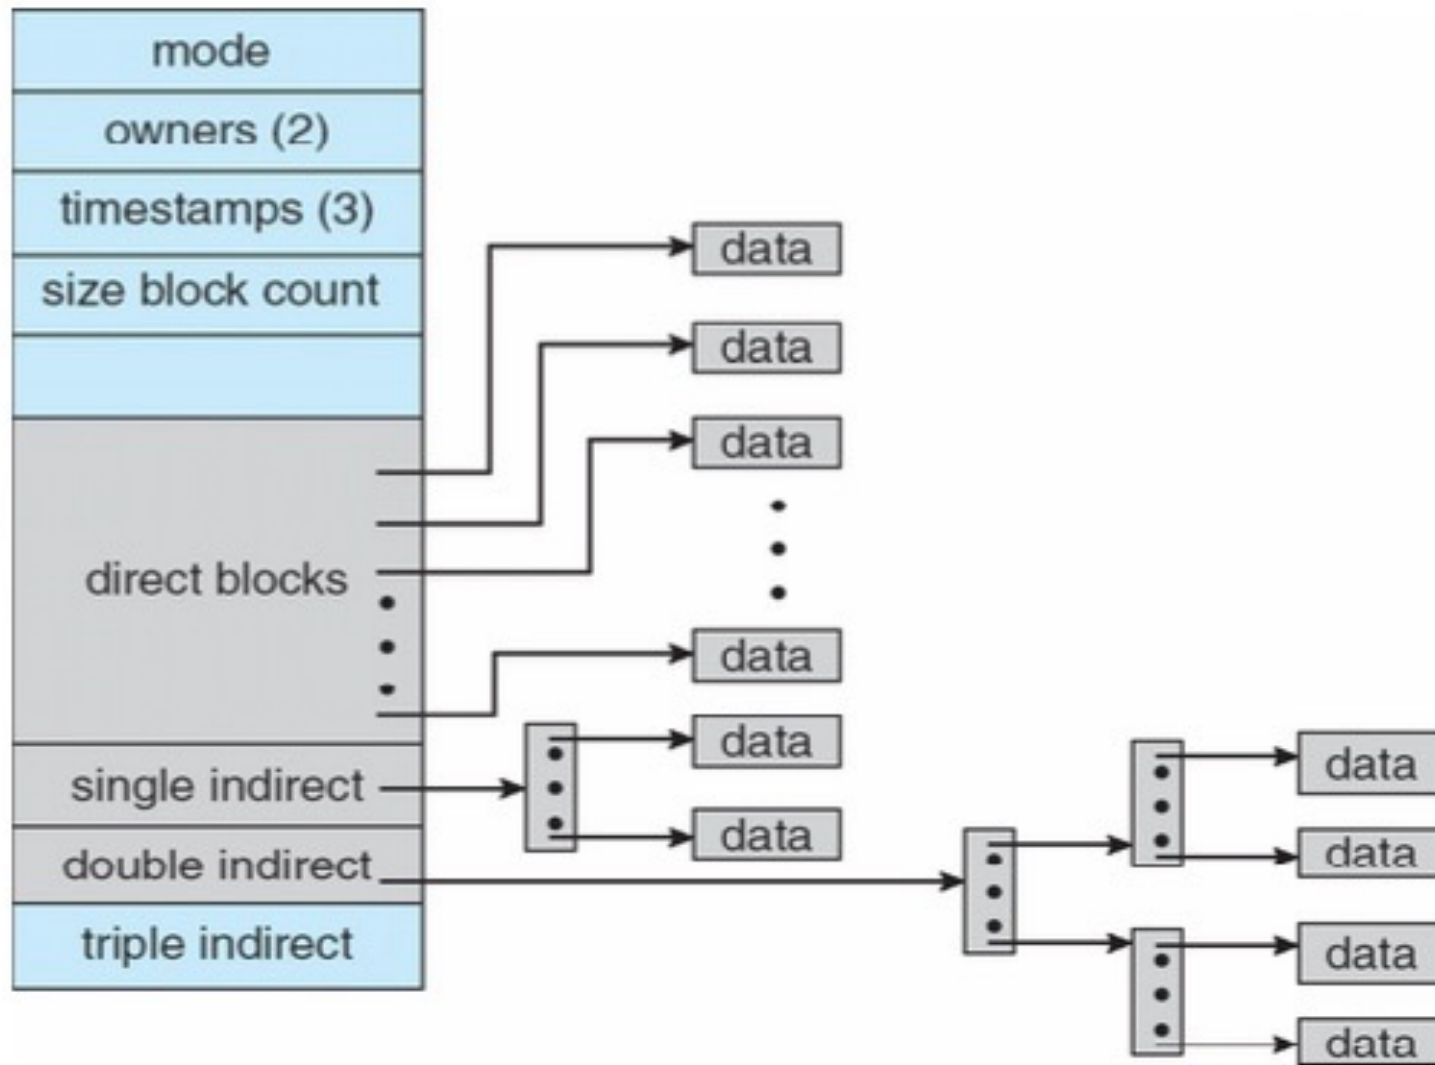 mode
owners (2)
timestamps (3)
size block count
direct blocks
single indirect
double indirect
triple indirect
data
data
data
data
data
data
data
data
data
data